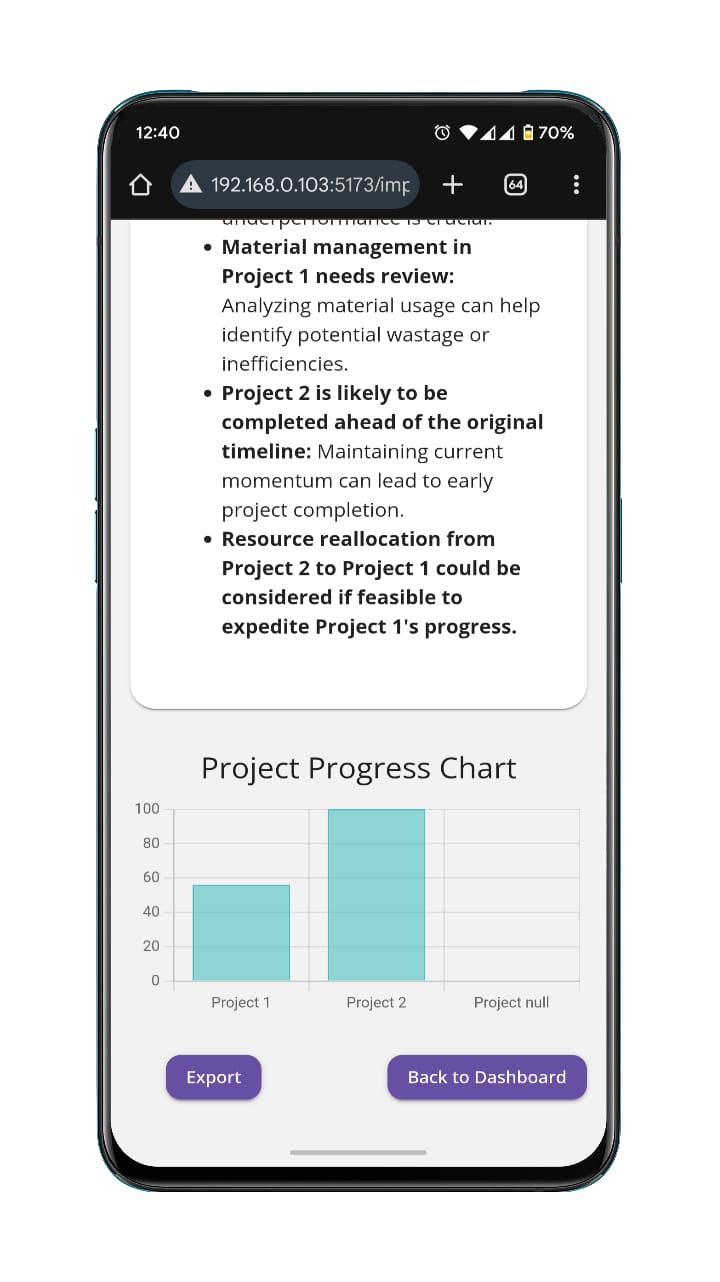 12:40
70%
192.168.0.103:5173/imp
64
underperformance is crucial.
• Material management in
Project 1 needs review:
Analyzing material usage can help
identify potential wastage or
inefficiencies.
• Project 2 is likely to be
completed ahead of the original
timeline: Maintaining current
momentum can lead to early
project completion.
• Resource reallocation from
Project 2 to Project 1 could be
considered if feasible to
expedite Project 1's progress.
Project Progress Chart
100
80
60
40
20
0
Project 1 Project 2 Project null
Export Back to Dashboard